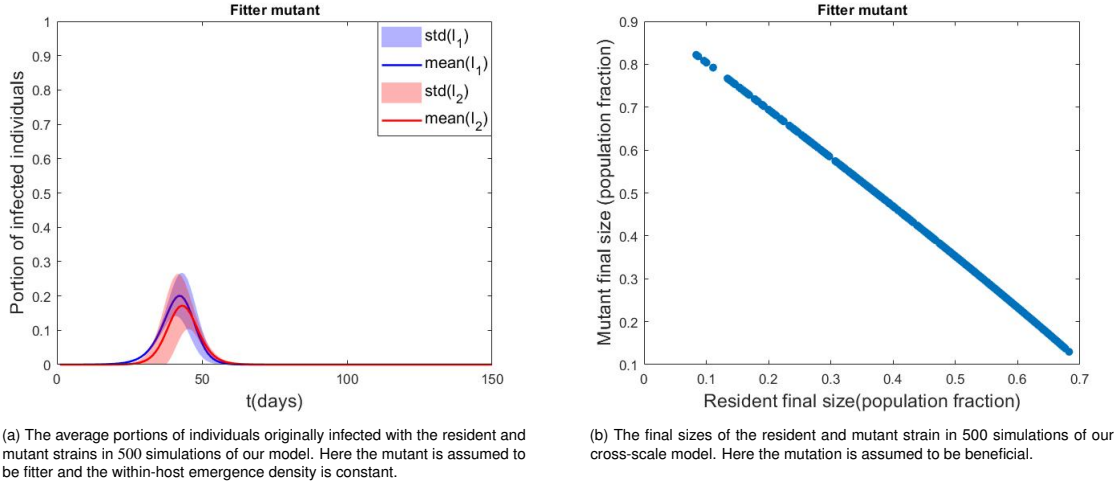 Fitter mutant
1
0.9
0.8
0.7
0.6
0.5
0.4
0.3
0.2
0.1
0
Portion of infected individuals
std(I_1)
mean(I_1)
std(I_2)
mean(I_2)
0 50 100 150
t(days)
(a) The average portions of individuals originally infected with the resident and
mutant strains in 500 simulations of our model. Here the mutant is assumed to
be fitter and the within-host emergence density is constant.
Fitter mutant
0.9
0.8
0.7
0.6
0.5
0.4
0.3
0.2
0.1
Mutant final size (population fraction)
0 0.1 0.2 0.3 0.4 0.5 0.6 0.7
Resident final size(population fraction)
(b) The final sizes of the resident and mutant strain in 500 simulations of our
cross-scale model. Here the mutation is assumed to be beneficial.